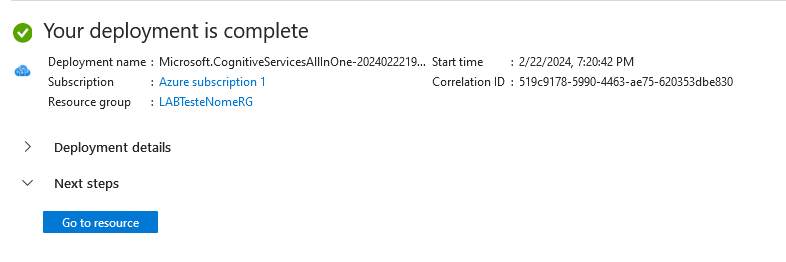 Your deployment is complete
Deployment name : Microsoft.CognitiveServicesAllInOne-2024022219... Start time : 2/22/2024, 7:20:42 PM
Subscription : Azure subscription 1 Correlation ID : 519c9178-5990-4463-ae75-620353dbe830
Resource group : LABTesteNomeRG
Deployment details
Next steps
Go to resource